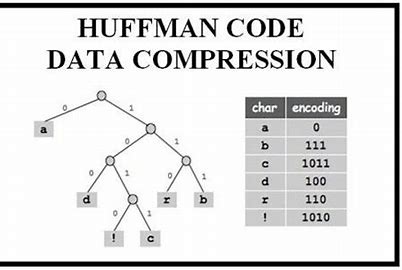 HUFFMAN CODE
DATA COMPRESSION
0 1
a
0 1
0 1 0 1
d r b
0 1
! c
char encoding
a 0
b 111
c 1011
d 100
r 110
! 1010